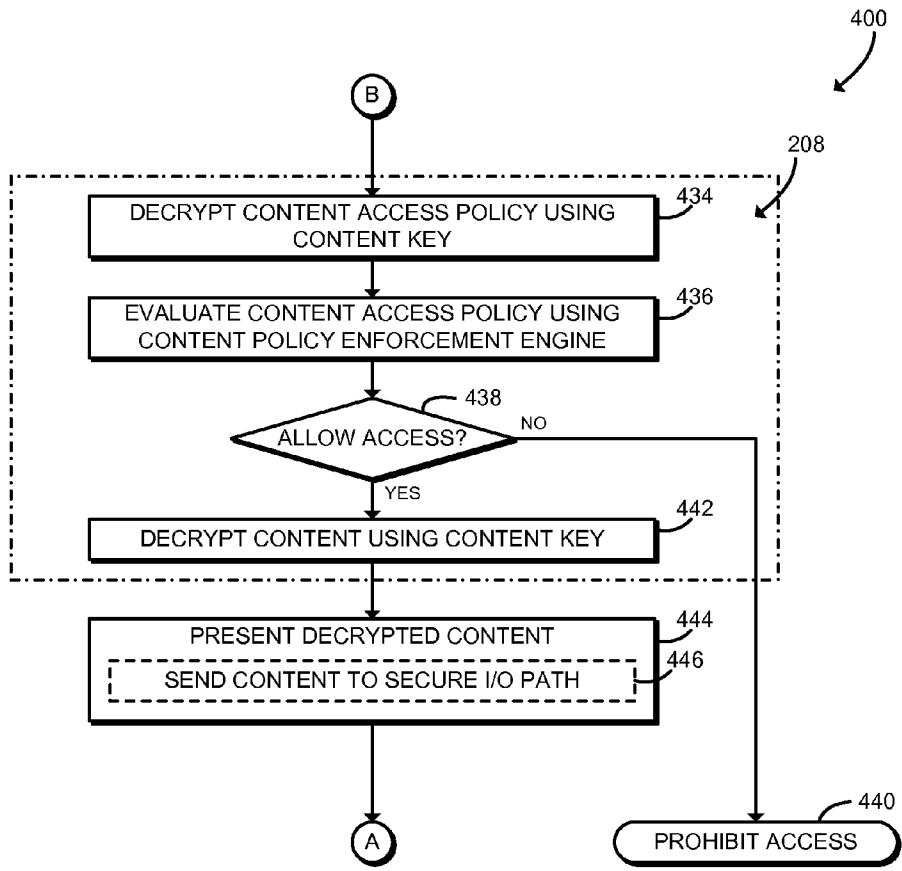 400
B
208
434
DECRYPT CONTENT ACCESS POLICY USING
CONTENT KEY
436
EVALUATE CONTENT ACCESS POLICY USING
CONTENT POLICY ENFORCEMENT ENGINE
438
ALLOW ACCESS?
NO
YES
442
DECRYPT CONTENT USING CONTENT KEY
444
PRESENT DECRYPTED CONTENT
446
SEND CONTENT TO SECURE I/O PATH
440
A
PROHIBIT ACCESS